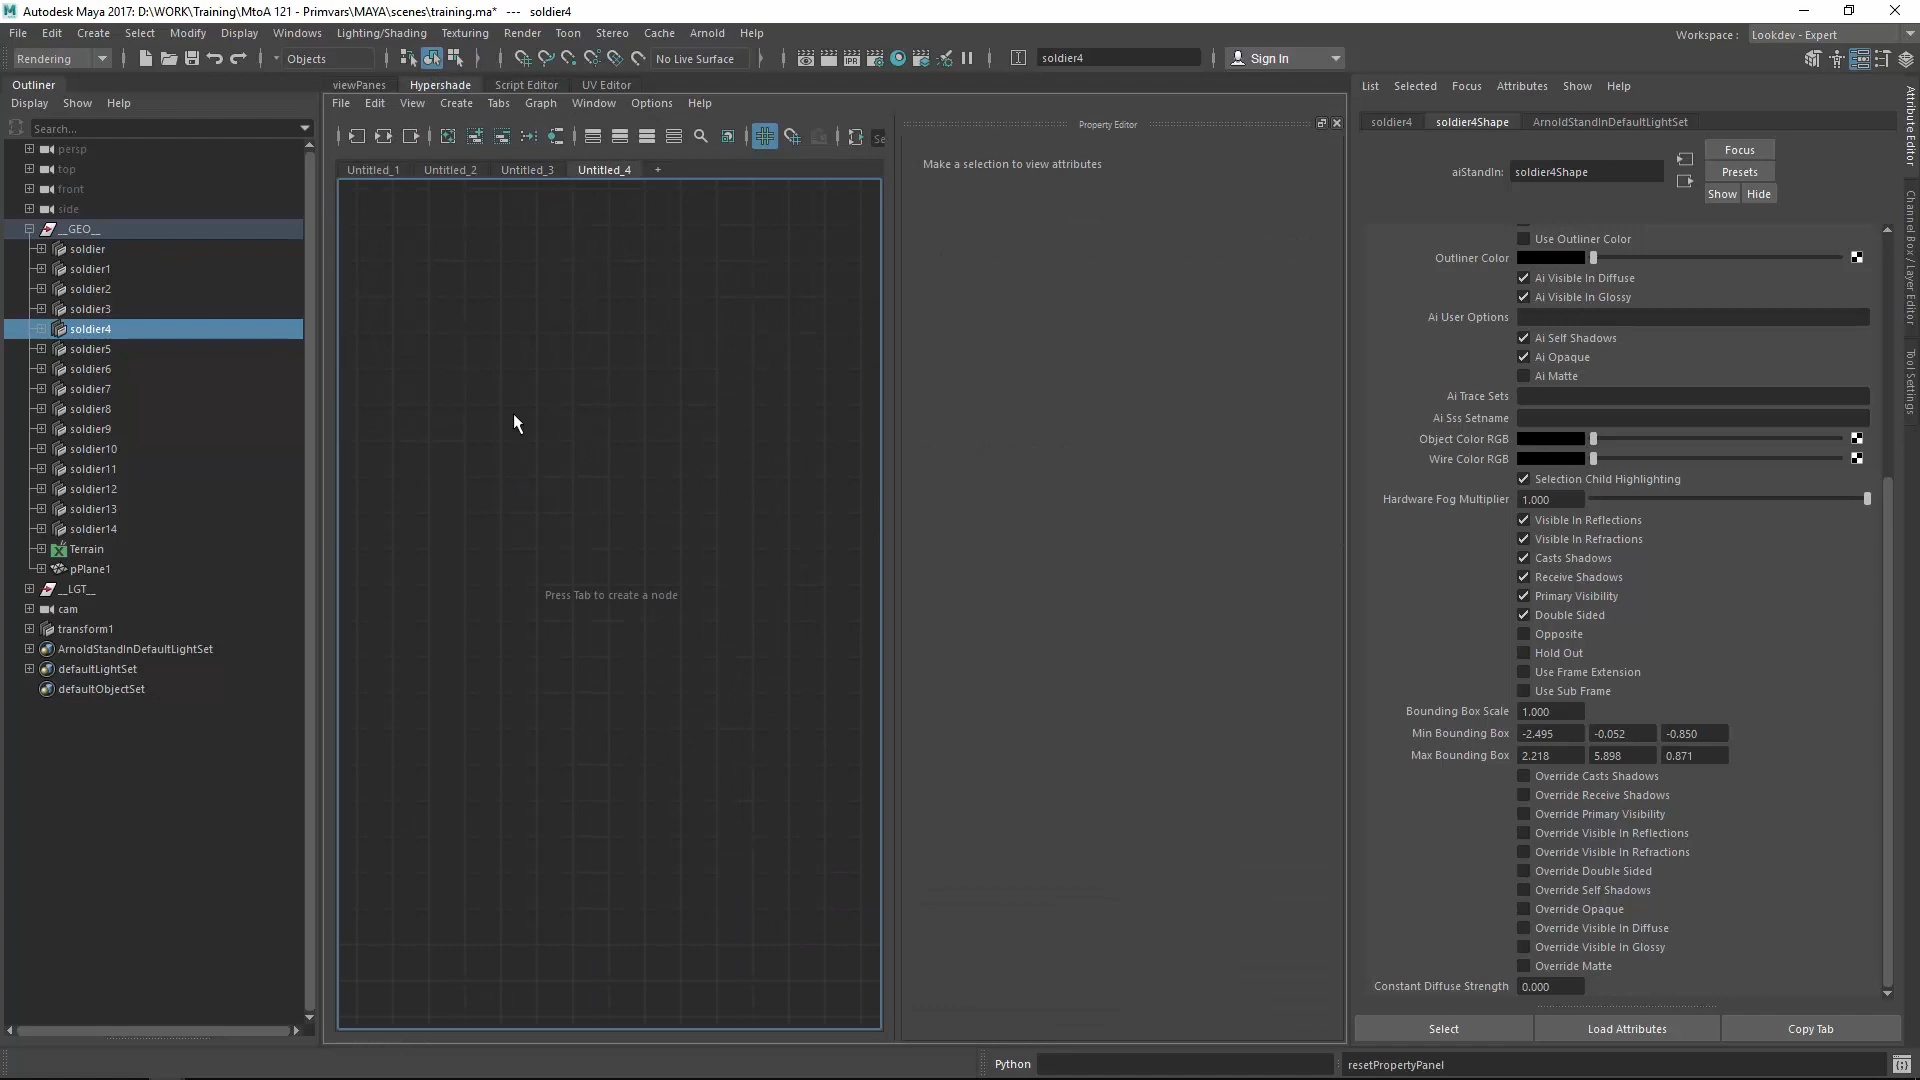 Autodesk Maya 2017: D:\WORK\Training\MtoA 121 - Primvars\MAYA\scenes\training.ma*   ---   soldier4
File Edit Create Select Modify Display Windows Lighting/Shading Texturing Render Toon Stereo Cache Arnold Help
Workspace : Lookdev - Expert
Rendering Objects No Live Surface soldier4 Sign In
Outliner
Display Show Help
Search...
persp
top
front
side
__GEO__
soldier
soldier1
soldier2
soldier3
soldier4
soldier5
soldier6
soldier7
soldier8
soldier9
soldier10
soldier11
soldier12
soldier13
soldier14
Terrain
pPlane1
__LGT__
cam
transform1
ArnoldStandInDefaultLightSet
defaultLightSet
defaultObjectSet
viewPanes Hypershade Script Editor UV Editor
File Edit View Create Tabs Graph Window Options Help
Se
Untitled_1 Untitled_2 Untitled_3 Untitled_4 +
Press Tab to create a node
Property Editor
Make a selection to view attributes
List Selected Focus Attributes Show Help
soldier4 soldier4Shape ArnoldStandInDefaultLightSet
aiStandIn: soldier4Shape
Focus
Presets
Show Hide
Use Outliner Color
Outliner Color
Ai Visible In Diffuse
Ai Visible In Glossy
Ai User Options
Ai Self Shadows
Ai Opaque
Ai Matte
Ai Trace Sets
Ai Sss Setname
Object Color RGB
Wire Color RGB
Selection Child Highlighting
Hardware Fog Multiplier 1.000
Visible In Reflections
Visible In Refractions
Casts Shadows
Receive Shadows
Primary Visibility
Double Sided
Opposite
Hold Out
Use Frame Extension
Use Sub Frame
Bounding Box Scale 1.000
Min Bounding Box -2.495 -0.052 -0.850
Max Bounding Box 2.218 5.898 0.871
Override Casts Shadows
Override Receive Shadows
Override Primary Visibility
Override Visible In Reflections
Override Visible In Refractions
Override Double Sided
Override Self Shadows
Override Opaque
Override Visible In Diffuse
Override Visible In Glossy
Override Matte
Constant Diffuse Strength 0.000
Select Load Attributes Copy Tab
Attribute Editor
Channel Box / Layer Editor
Tool Settings
Python
resetPropertyPanel